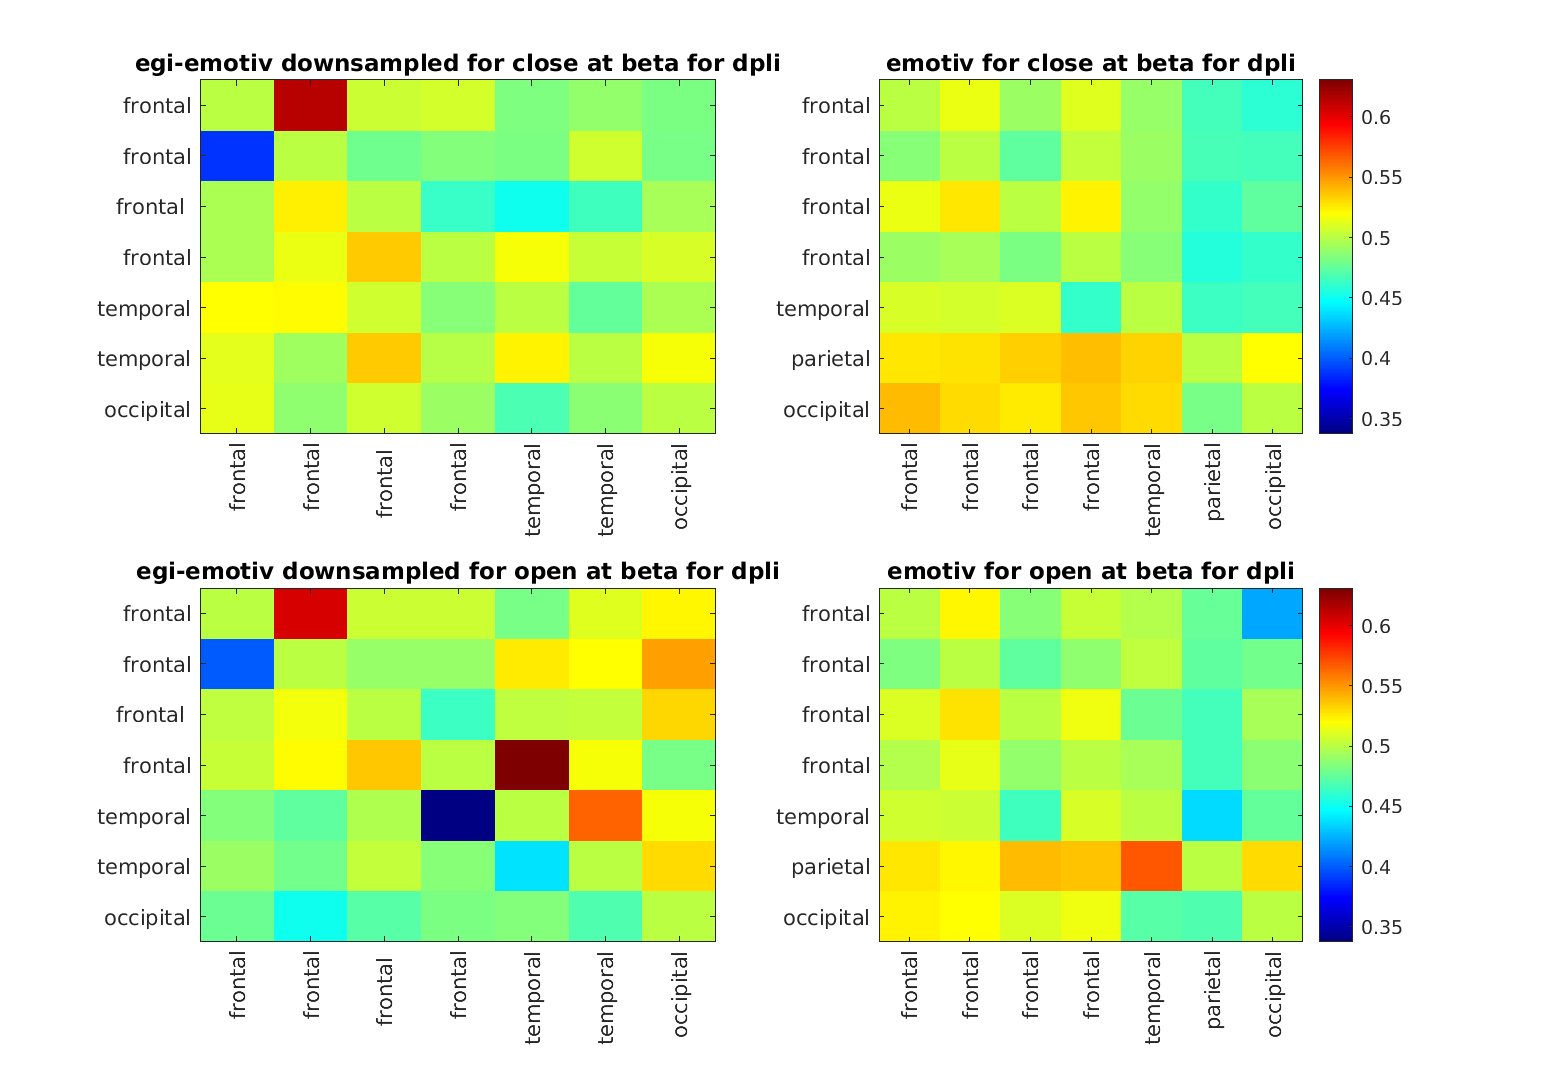 egi-emotiv downsampled for close at beta for dpli
frontal
frontal
frontal
frontal
temporal
temporal
occipital
frontal
frontal
frontal
frontal
temporal
temporal
occipital
emotiv for close at beta for dpli
frontal
frontal
frontal
frontal
temporal
parietal
occipital
frontal
frontal
frontal
frontal
temporal
parietal
occipital
0.6
0.55
0.5
0.45
0.4
0.35
egi-emotiv downsampled for open at beta for dpli
frontal
frontal
frontal
frontal
temporal
temporal
occipital
frontal
frontal
frontal
frontal
temporal
temporal
occipital
emotiv for open at beta for dpli
frontal
frontal
frontal
frontal
temporal
parietal
occipital
frontal
frontal
frontal
frontal
temporal
parietal
occipital
0.6
0.55
0.5
0.45
0.4
0.35